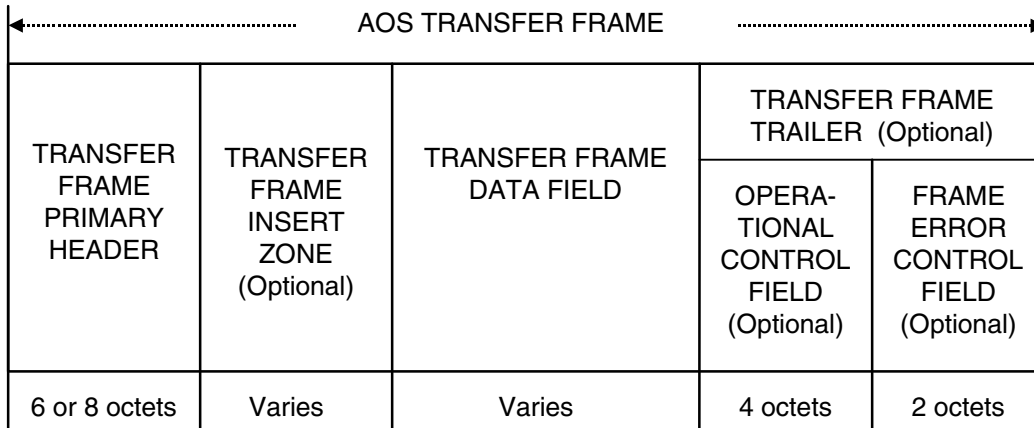 AOS TRANSFER FRAME
TRANSFER
FRAME
PRIMARY
HEADER
TRANSFER
FRAME
INSERT
ZONE
(Optional)
TRANSFER FRAME
DATA FIELD
TRANSFER FRAME
TRAILER (Optional)
OPERA-
TIONAL
CONTROL
FIELD
(Optional)
FRAME
ERROR
CONTROL
FIELD
(Optional)
6 or 8 octets
Varies
Varies
4 octets
2 octets